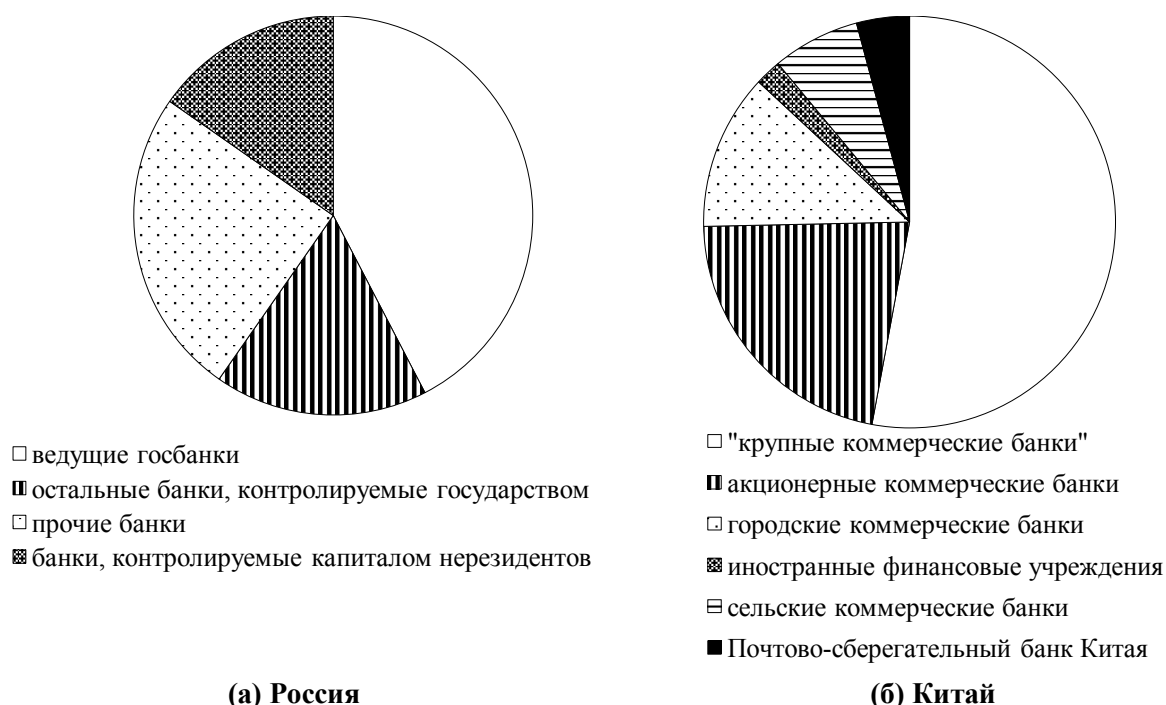 ведущие госбанки
остальные банки, контролируемые государством
прочие банки
банки, контролируемые капиталом нерезидентов
(а) Россия
"крупные коммерческие банки"
акционерные коммерческие банки
городские коммерческие банки
иностранные финансовые учреждения
сельские коммерческие банки
Почтово-сберегательный банк Китая
(б) Китай